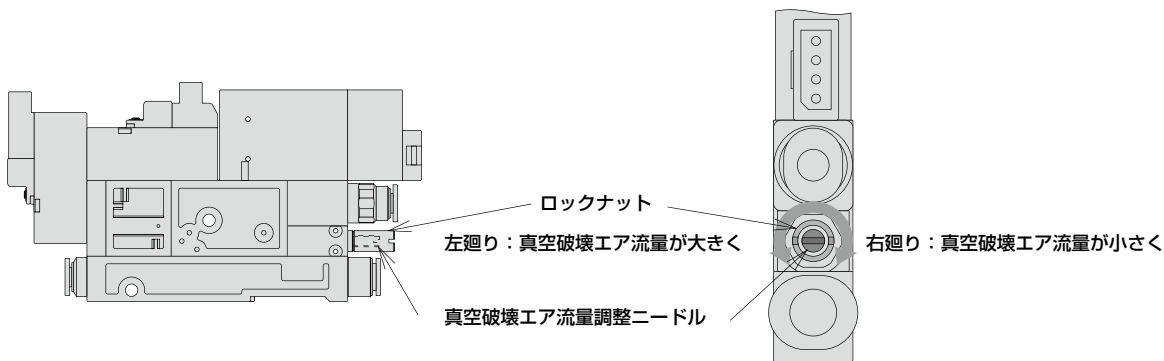 ロックナット
左廻り：真空破壊エア流量が大きく
右廻り：真空破壊エア流量が小さく
真空破壊エア流量調整ニードル